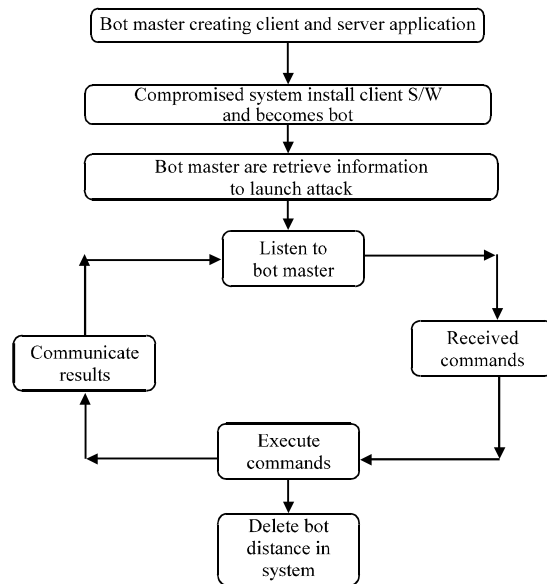 Bot master creating client and server application
Compromised system install client S/W
and becomes bot
Bot master are retrieve information
to launch attack
Listen to
bot master
Received
commands
Communicate
results
Execute
commands
Delete bot
distance in
system